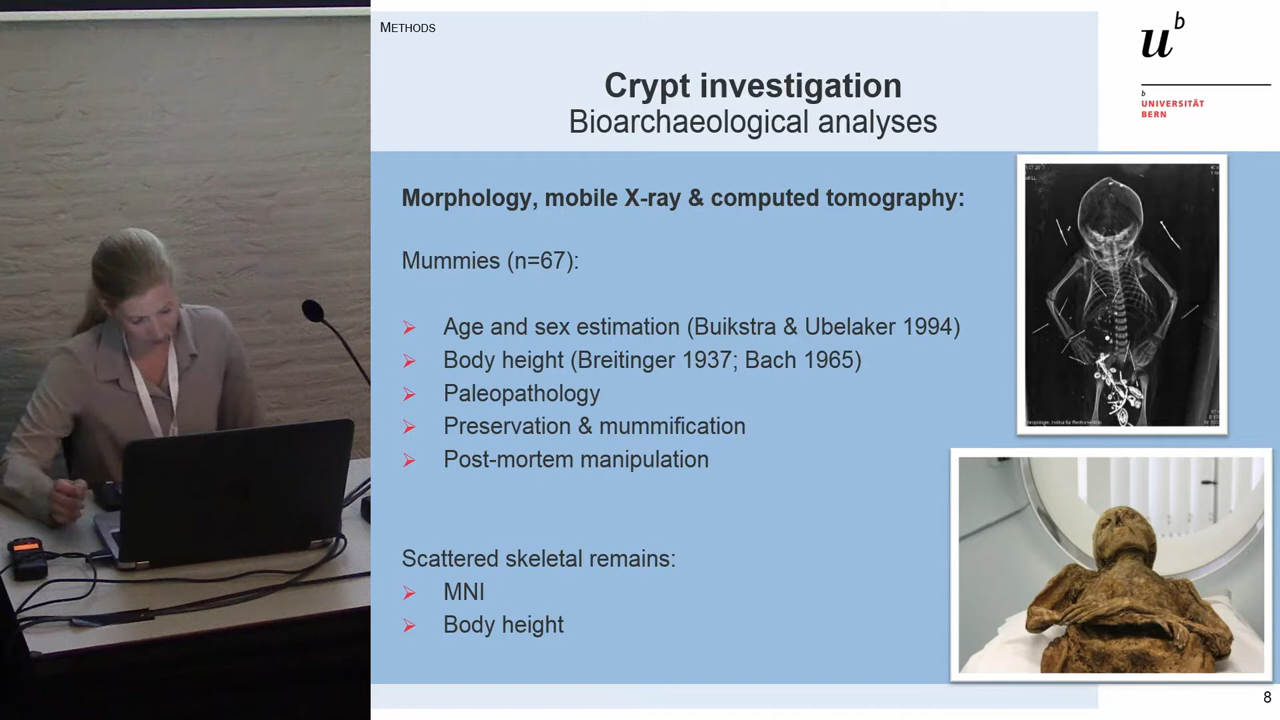 METHODS
Crypt investigation
Bioarchaeological analyses
u^b
b
UNIVERSITÄT
BERN
Morphology, mobile X-ray & computed tomography:
Mummies (n=67):
Age and sex estimation (Buikstra & Ubelaker 1994)
Body height (Breitinger 1937; Bach 1965)
Paleopathology
Preservation & mummification
Post-mortem manipulation
Scattered skeletal remains:
MNI
Body height
8